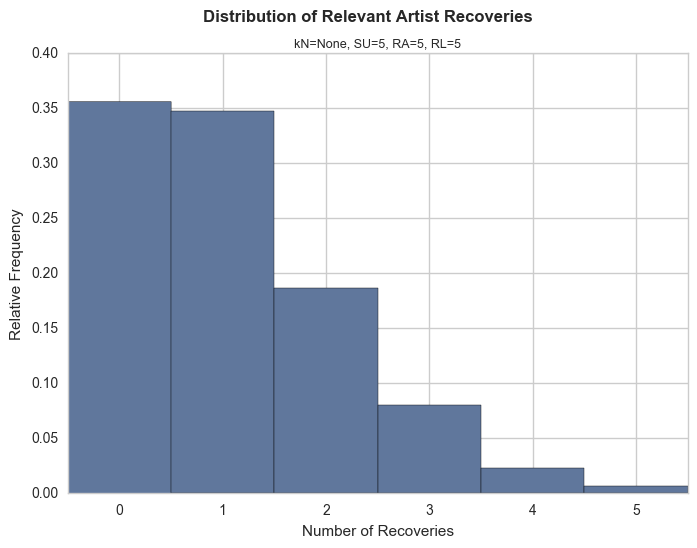 Distribution of Relevant Artist Recoveries
kN=None, SU=5, RA=5, RL=5
0.40
0.35
0.30
0.25
0.20
0.15
0.10
0.05
0.00
Relative Frequency
0 1 2 3 4 5
Number of Recoveries